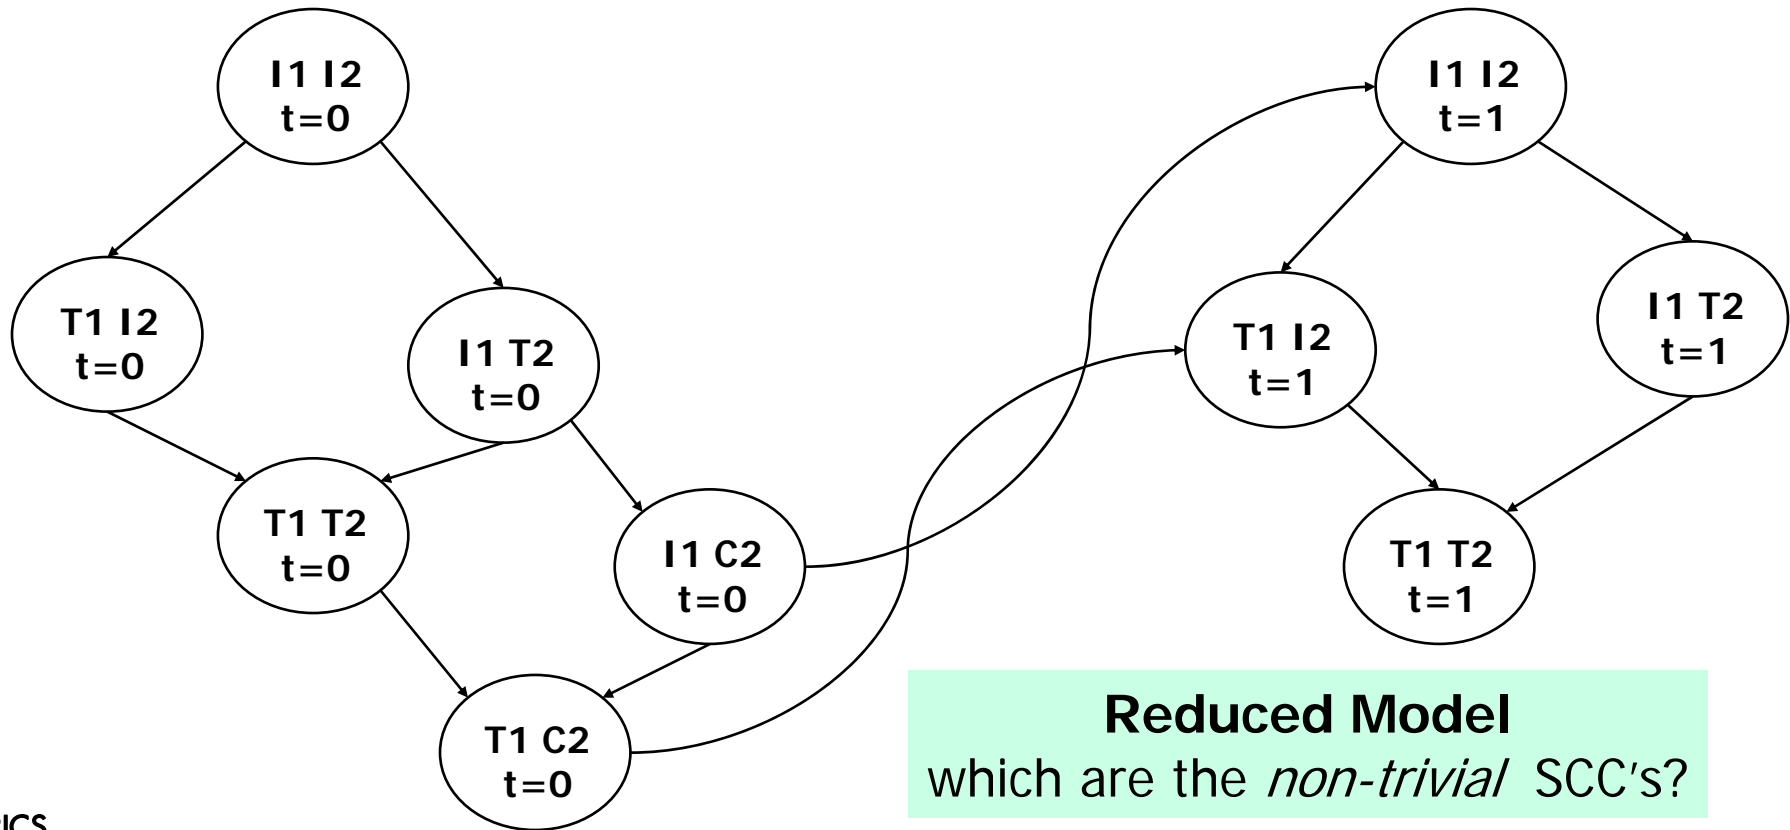 I1 I2
t=0
I1 I2
t=1
T1 I2
t=0
I1 T2
t=0
T1 I2
t=1
I1 T2
t=1
T1 T2
t=0
I1 C2
t=0
T1 T2
t=1
T1 C2
t=0
Reduced Model
which are the non-trivial SCC's?